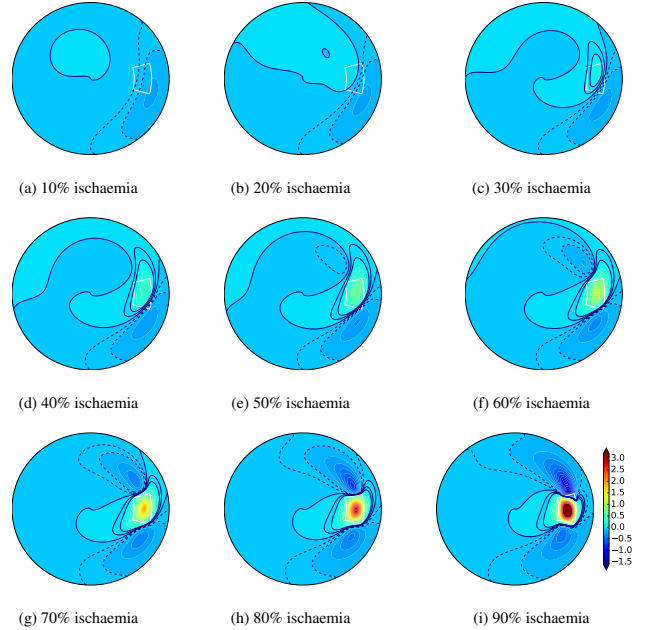 (a) 10% ischaemia
(b) 20% ischaemia
(c) 30% ischaemia
(d) 40% ischaemia
(e) 50% ischaemia
(f) 60% ischaemia
3.0
2.5
2.0
1.5
1.0
0.5
0.0
−0.5
−1.0
−1.5
(g) 70% ischaemia
(h) 80% ischaemia
(i) 90% ischaemia